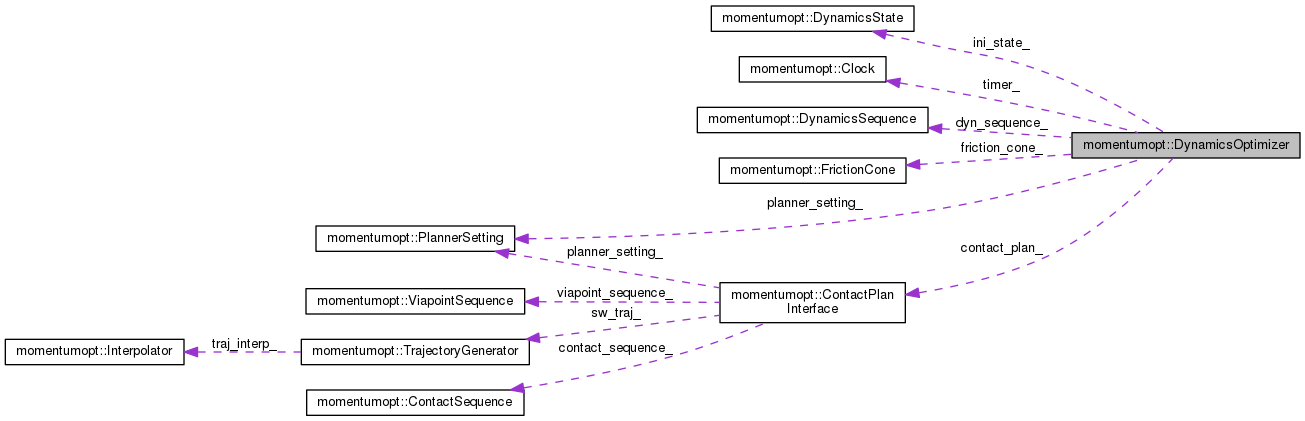 momentumopt::DynamicsState
ini_state_
momentumopt::Clock
timer_
momentumopt::DynamicsSequence
dyn_sequence_
momentumopt::DynamicsOptimizer
friction_cone_
momentumopt::FrictionCone
planner_setting_
momentumopt::PlannerSetting
contact_plan_
planner_setting_
momentumopt::ContactPlan
Interface
viapoint_sequence_
momentumopt::ViapointSequence
sw_traj_
momentumopt::Interpolator
traj_interp_
momentumopt::TrajectoryGenerator
contact_sequence_
momentumopt::ContactSequence